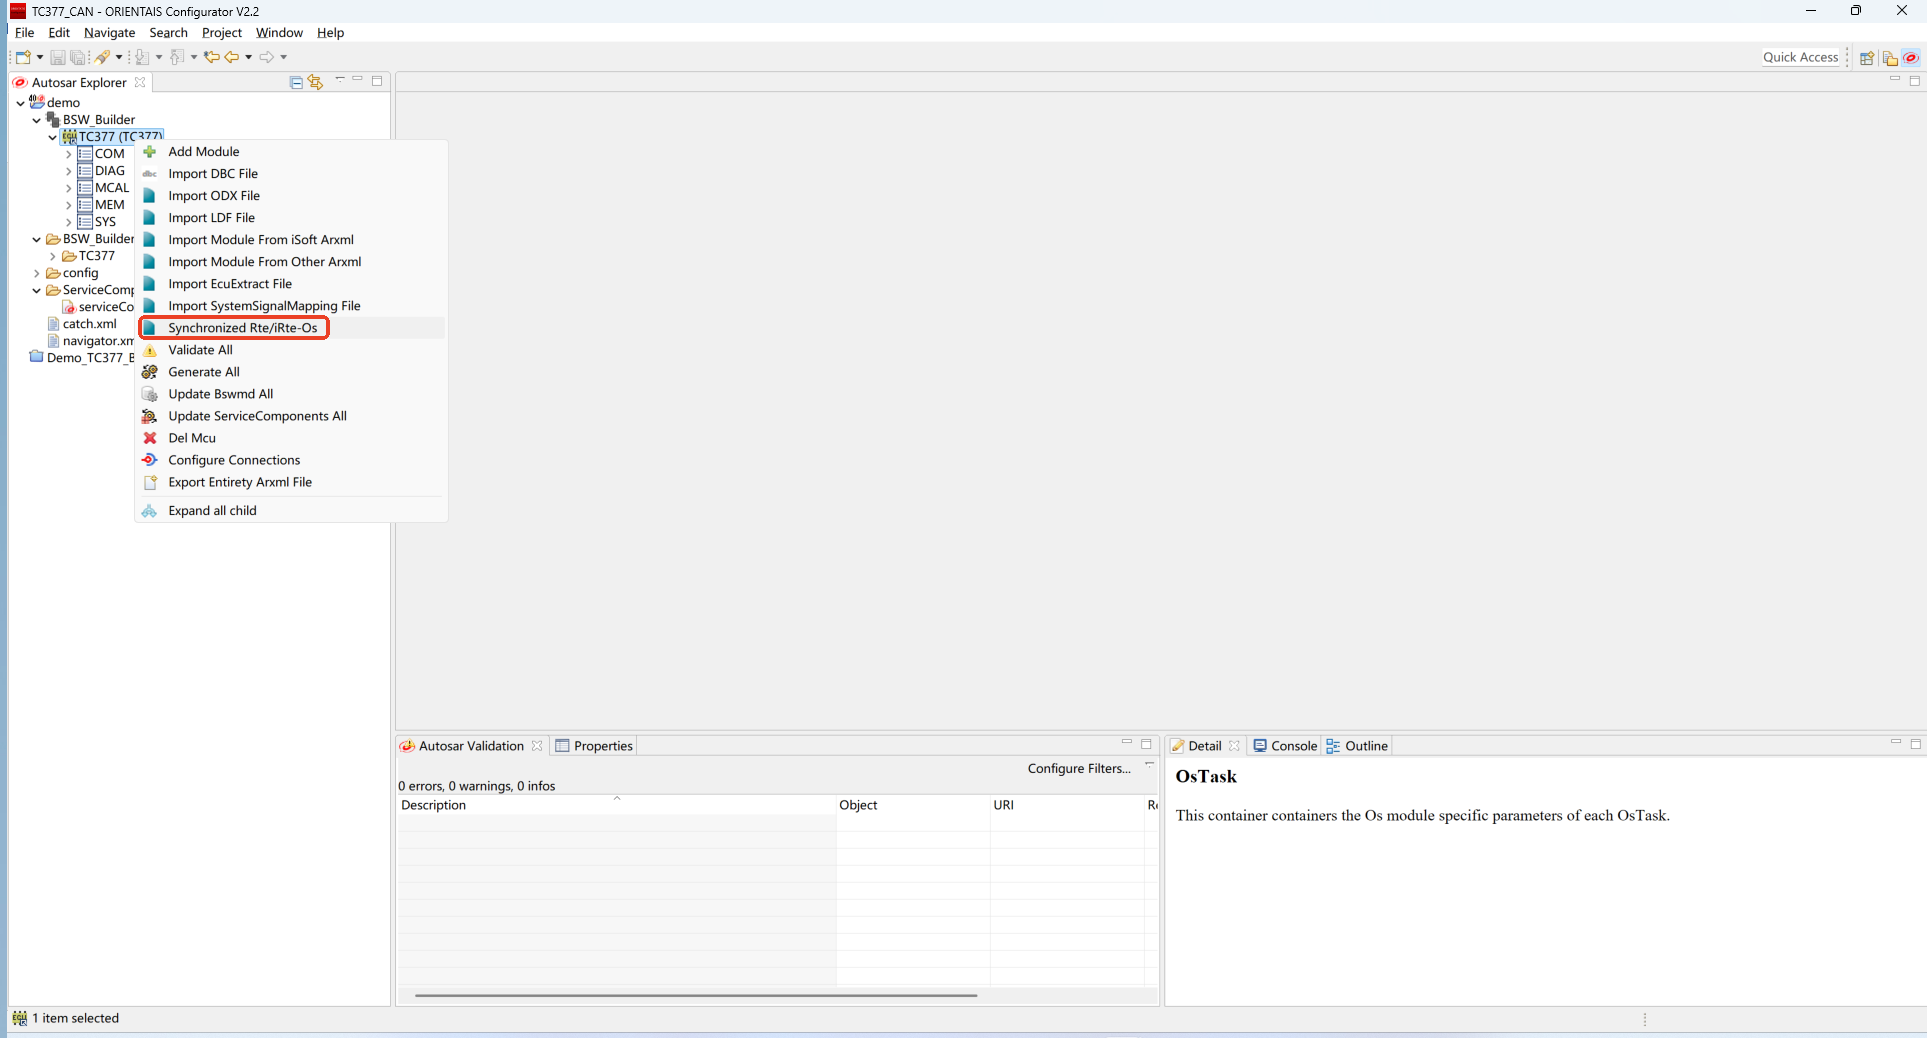 TC377_CAN - ORIENTAIS Configurator V2.2
File Edit Navigate Search Project Window Help
Quick Access
Autosar Explorer
demo
BSW_Builder
TC377 (TC377)
COM
DIAG
MCAL
MEM
SYS
BSW_Builder
TC377
config
ServiceComp
serviceCo
catch.xml
navigator.xm
Demo_TC377_B
Add Module
dbc Import DBC File
Import ODX File
Import LDF File
Import Module From iSoft Arxml
Import Module From Other Arxml
Import EcuExtract File
Import SystemSignalMapping File
Synchronized Rte/iRte-Os
Validate All
Generate All
Update Bswmd All
Update ServiceComponents All
Del Mcu
Configure Connections
Export Entirety Arxml File
Expand all child
Autosar Validation Properties
Configure Filters...
0 errors, 0 warnings, 0 infos
Description Object URI
Detail Console Outline
OsTask
This container containers the Os module specific parameters of each OsTask.
ECU 1 item selected